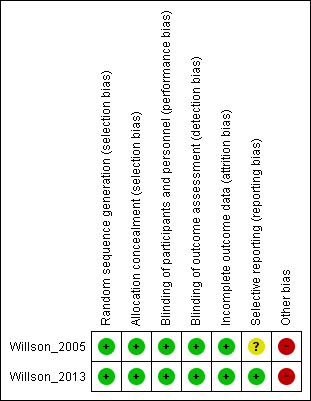 Random sequence generation (selection bias)
Allocation concealment (selection bias)
Blinding of participants and personnel (performance bias)
Blinding of outcome assessment (detection bias)
Incomplete outcome data (attrition bias)
Selective reporting (reporting bias)
Other bias
Willson_2005 + + + + + ? -
Willson_2013 + + + + + + -